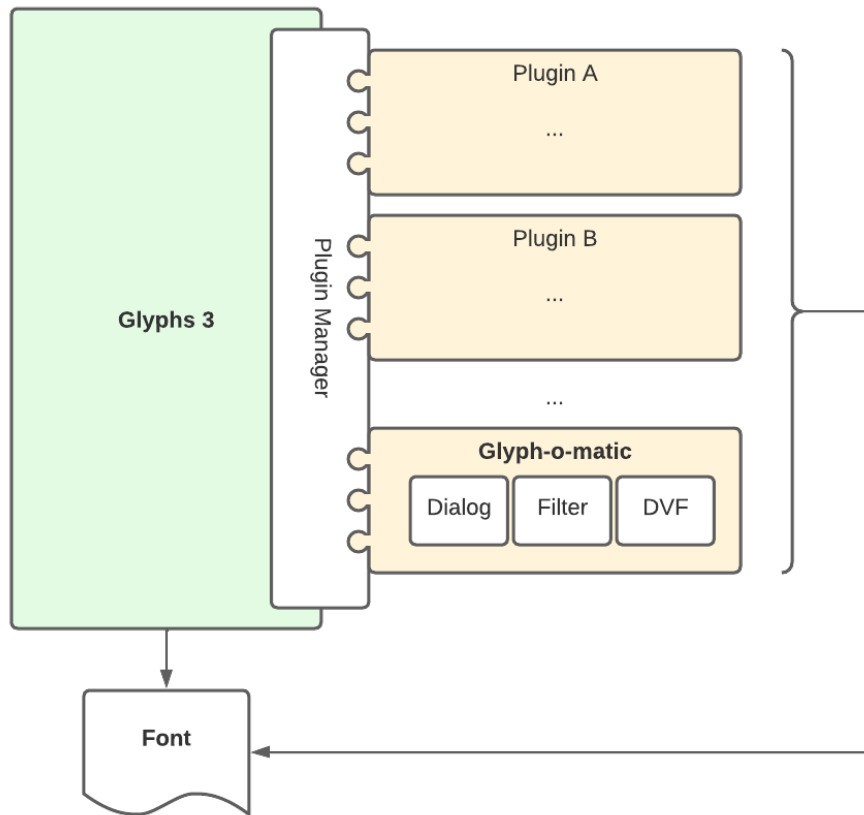 Glyphs 3
Plugin Manager
Plugin A
...
Plugin B
...
...
Glyph-o-matic
Dialog
Filter
DVF
Font